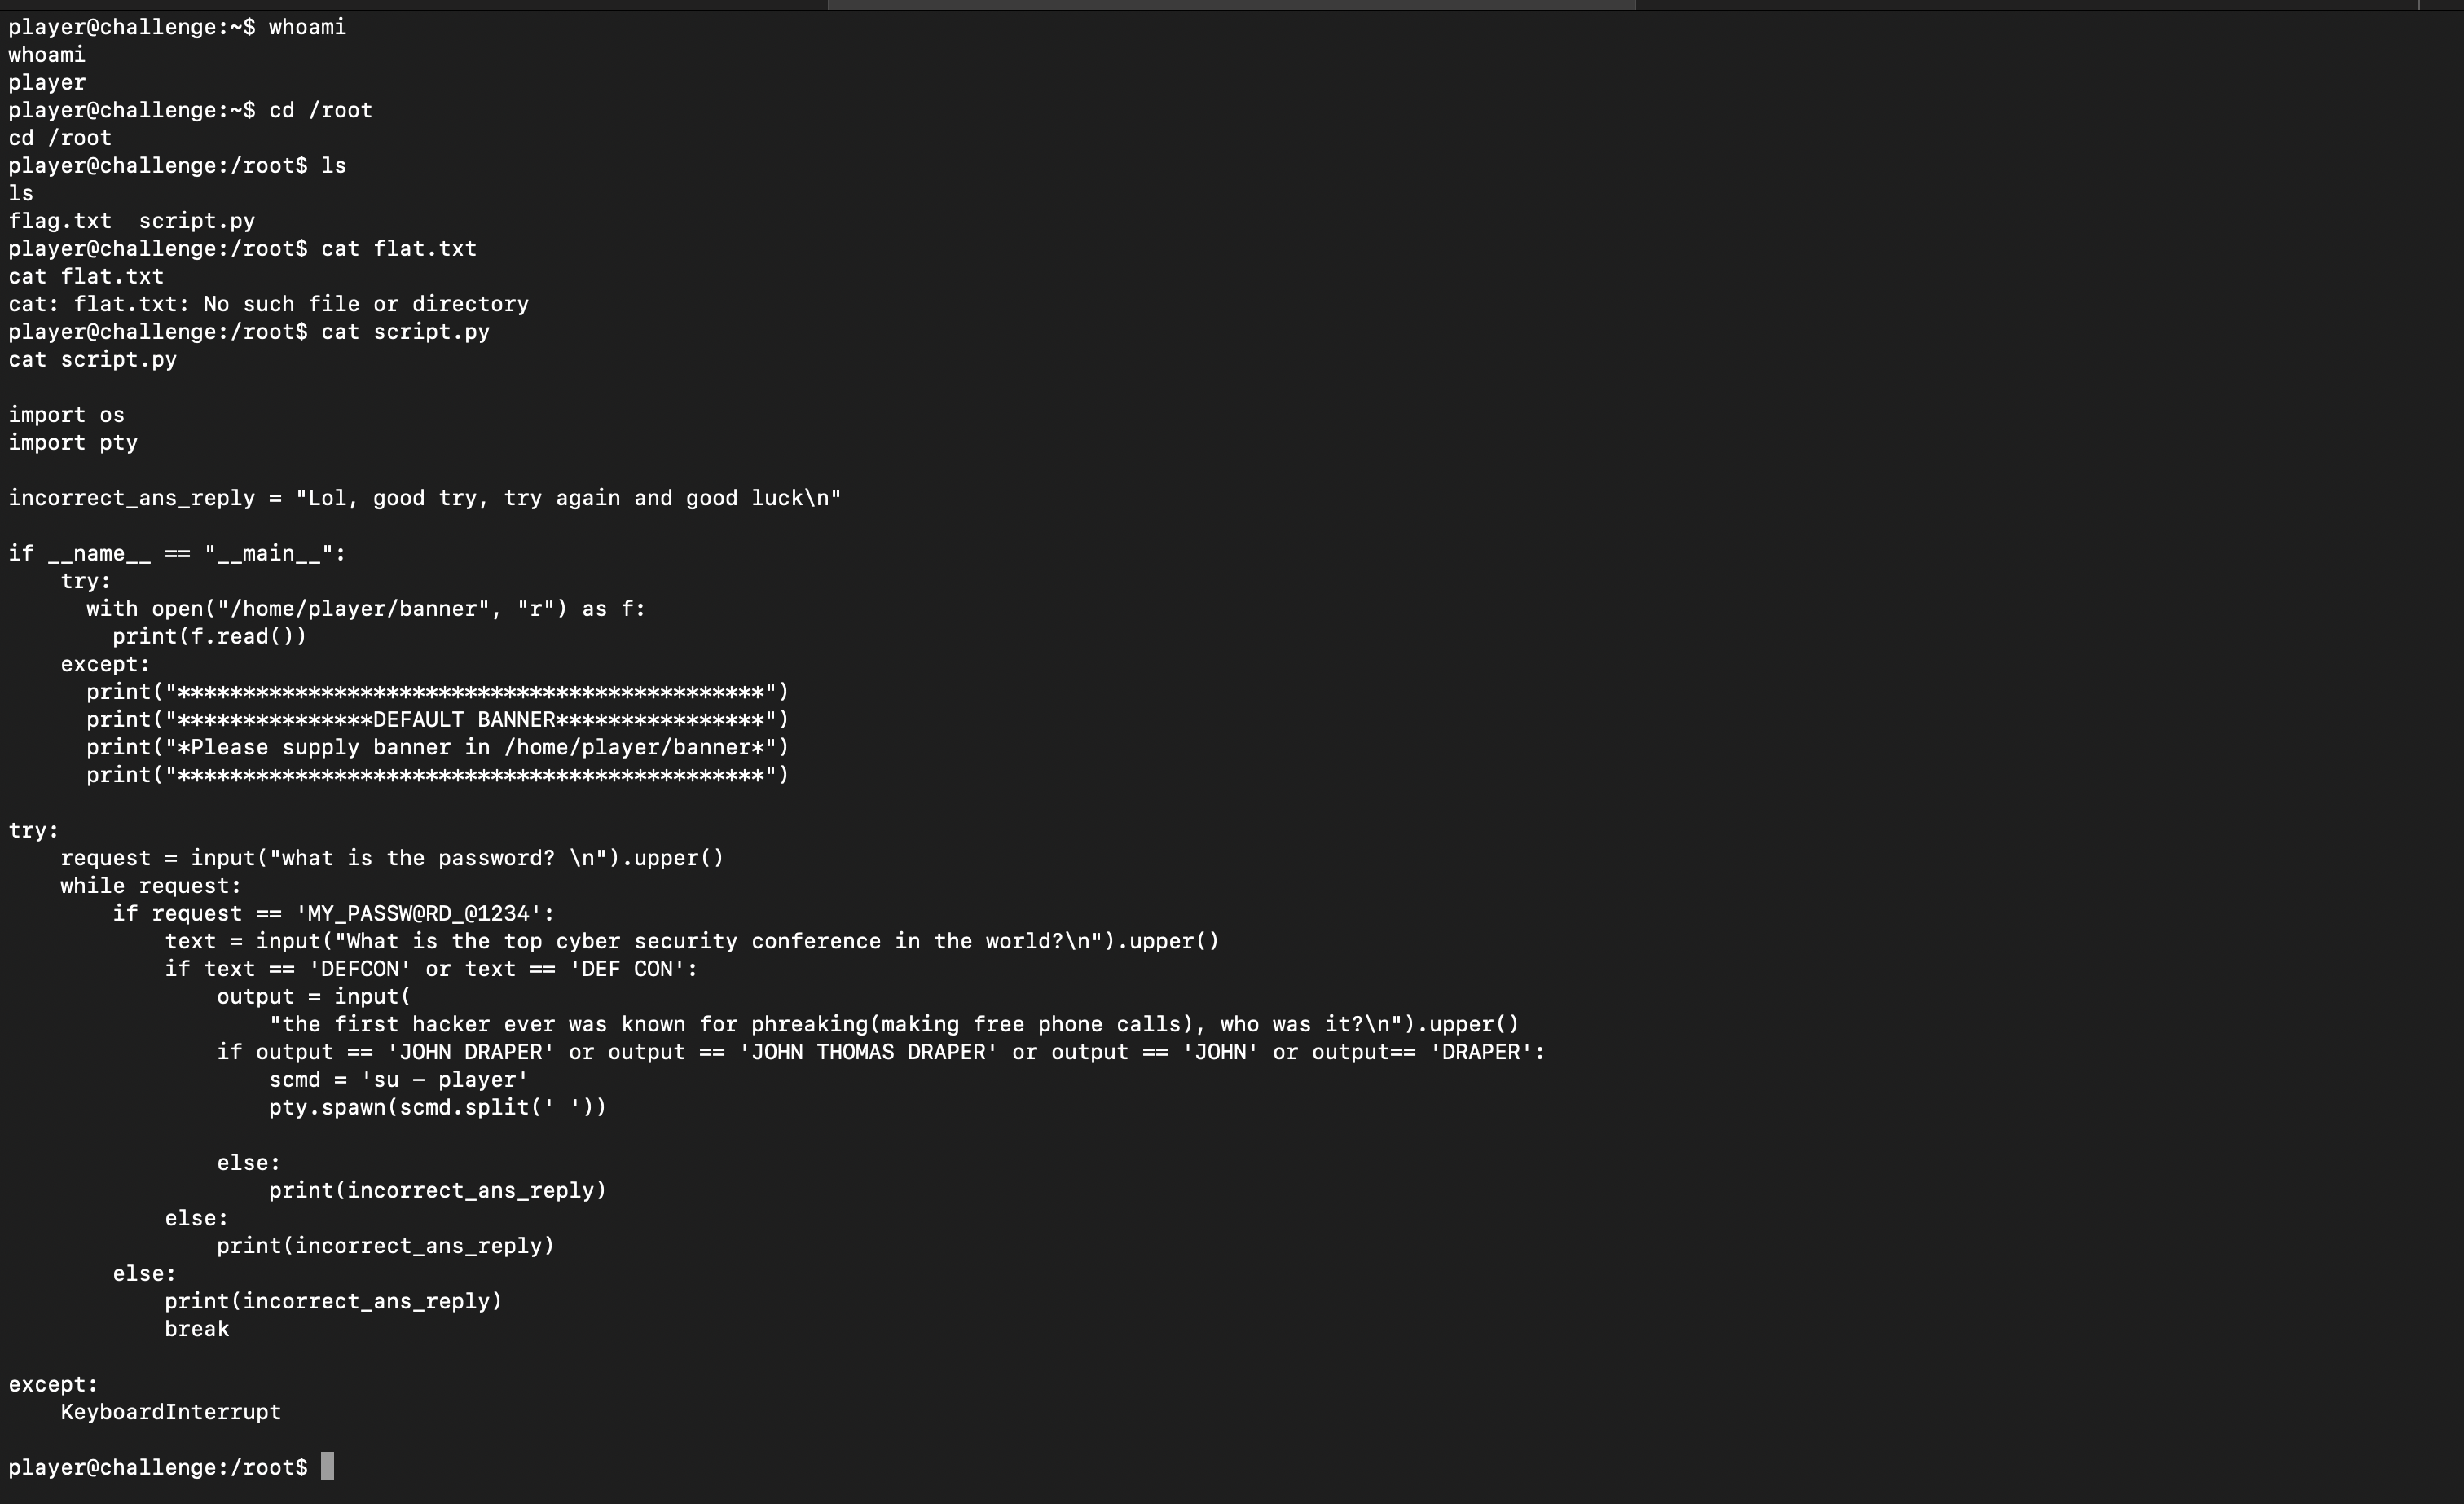 player@challenge:~$ whoami
whoami
player
player@challenge:~$ cd /root
cd /root
player@challenge:/root$ ls
ls
flag.txt  script.py
player@challenge:/root$ cat flat.txt
cat flat.txt
cat: flat.txt: No such file or directory
player@challenge:/root$ cat script.py
cat script.py

import os
import pty

incorrect_ans_reply = "Lol, good try, try again and good luck\n"

if __name__ == "__main__":
    try:
      with open("/home/player/banner", "r") as f:
        print(f.read())
    except:
      print("*********************************************")
      print("***************DEFAULT BANNER****************")
      print("*Please supply banner in /home/player/banner*")
      print("*********************************************")

try:
    request = input("what is the password? \n").upper()
    while request:
        if request == 'MY_PASSW@RD_@1234':
            text = input("What is the top cyber security conference in the world?\n").upper()
            if text == 'DEFCON' or text == 'DEF CON':
                output = input(
                    "the first hacker ever was known for phreaking(making free phone calls), who was it?\n").upper()
                if output == 'JOHN DRAPER' or output == 'JOHN THOMAS DRAPER' or output == 'JOHN' or output== 'DRAPER':
                    scmd = 'su - player'
                    pty.spawn(scmd.split(' '))

                else:
                    print(incorrect_ans_reply)
            else:
                print(incorrect_ans_reply)
        else:
            print(incorrect_ans_reply)
            break

except:
    KeyboardInterrupt

player@challenge:/root$